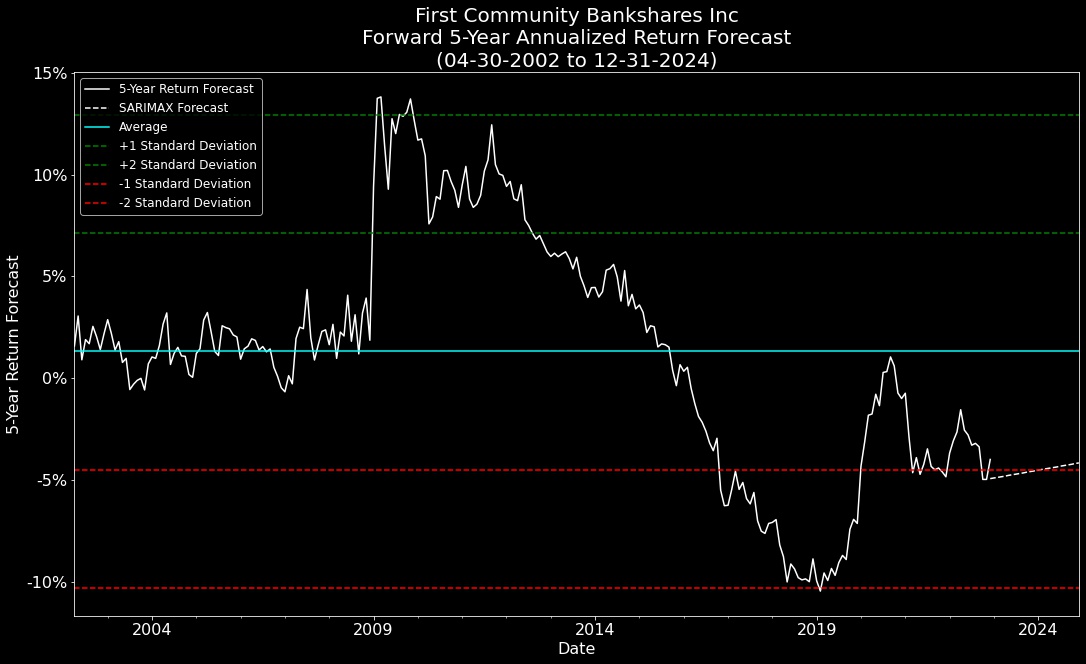 First Community Bankshares Inc
Forward 5-Year Annualized Return Forecast
(04-30-2002 to 12-31-2024)
5-Year Return Forecast
SARIMAX Forecast
Average
+1 Standard Deviation
+2 Standard Deviation
-1 Standard Deviation
-2 Standard Deviation
5-Year Return Forecast
15%
10%
5%
0%
-5%
-10%
2004
2009
2014
2019
2024
Date